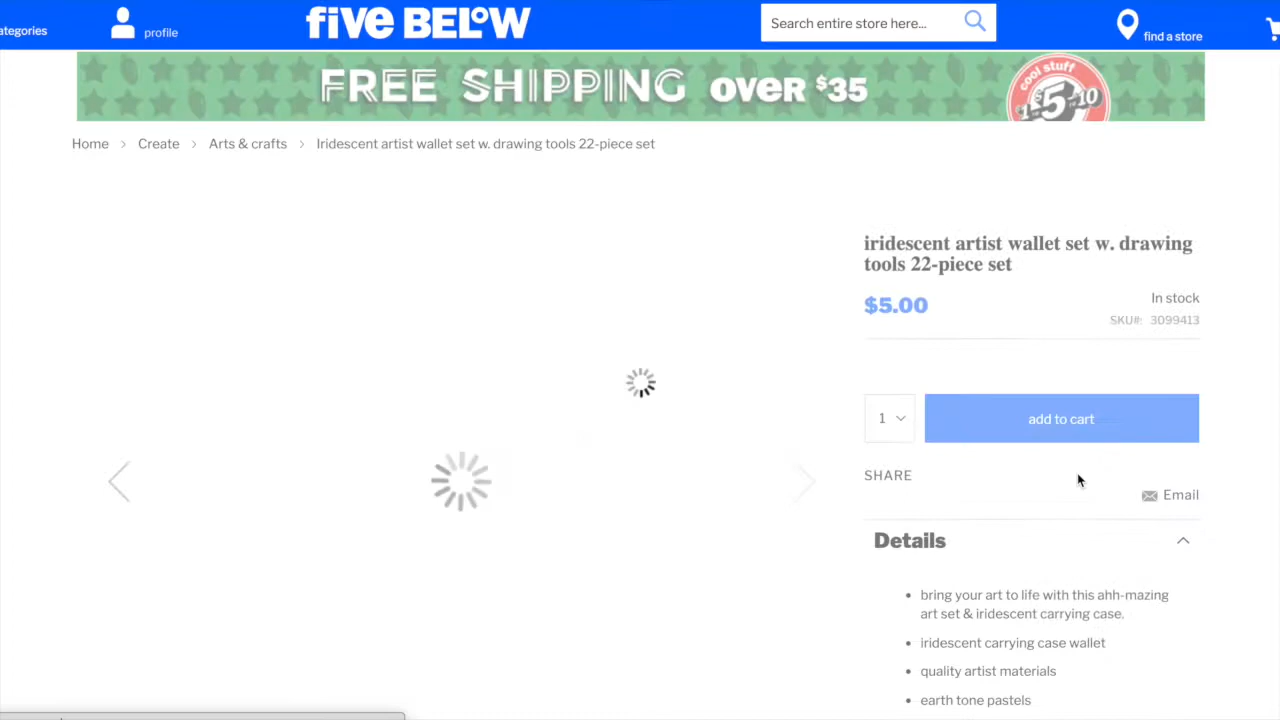 ategories
profile
five BELOW
Search entire store here...
find a store
FREE SHIPPING OVER $35
cool stuff
$1 5 to 10
Home > Create > Arts & crafts > Iridescent artist wallet set w. drawing tools 22-piece set
iridescent artist wallet set w. drawing
tools 22-piece set
$5.00
In stock
SKU#: 3099413
1
add to cart
SHARE
Email
Details
• bring your art to life with this ahh-mazing
art set & iridescent carrying case.
• iridescent carrying case wallet
• quality artist materials
• earth tone pastels